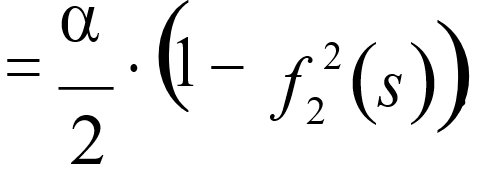 = α/2 · (1 − f₂²(s))